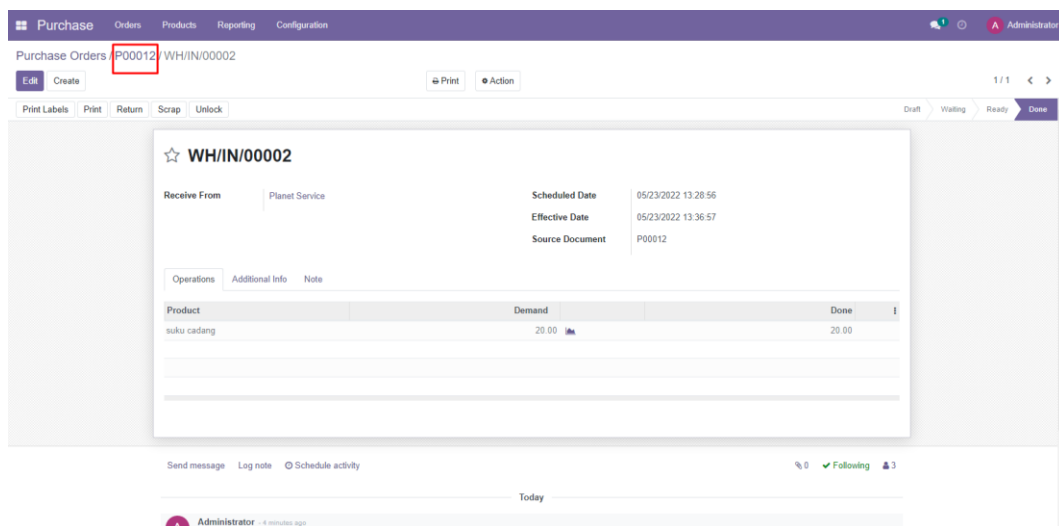 Purchase Orders Products Reporting Configuration 1 A Administrator
Purchase Orders / P00012 / WH/IN/00002
Edit Create Print Action 1 / 1
Print Labels Print Return Scrap Unlock Draft Waiting Ready Done
WH/IN/00002
Receive From Planet Service Scheduled Date 05/23/2022 13:28:56
Effective Date 05/23/2022 13:36:57
Source Document P00012
Operations Additional Info Note
Product Demand Done
suku cadang 20.00 20.00
Send message Log note Schedule activity 0 Following 3
Today
A Administrator - 4 minutes ago